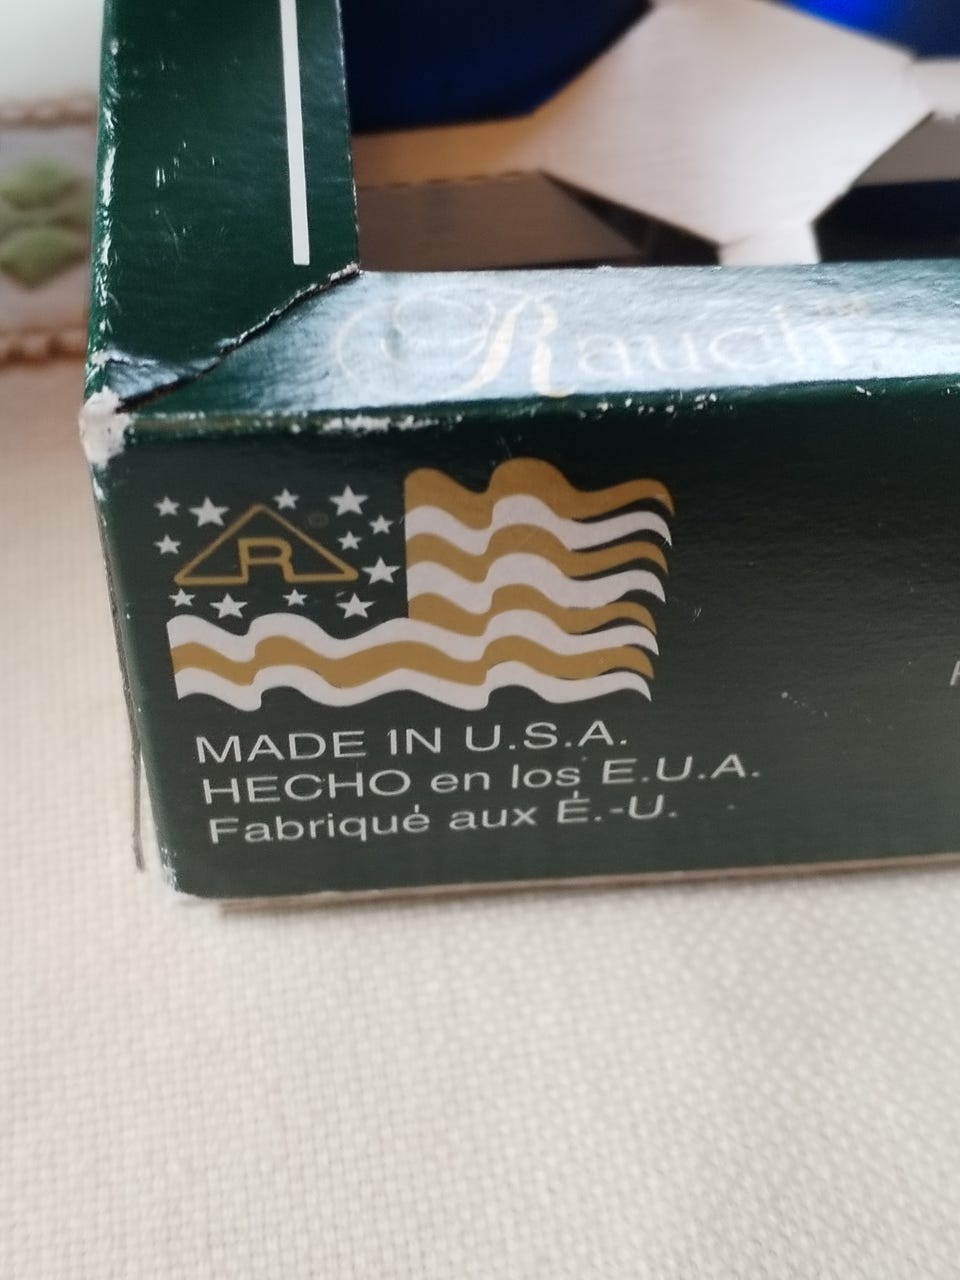 Rauch
R
MADE IN U.S.A.
HECHO en los E.U.A.
Fabriqué aux É.-U.